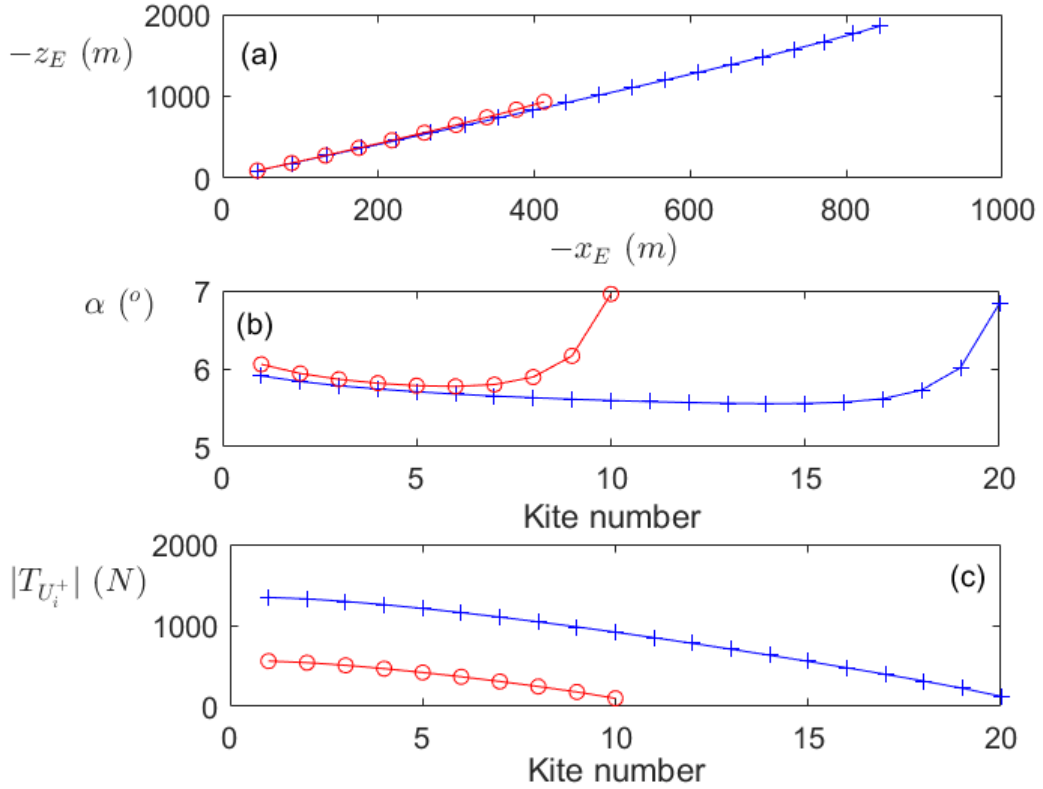 2000
−z_E (m)
(a)
1000
0
0 200 400 600 800 1000
−x_E (m)
7
α (°)
(b)
6
5
0 5 10 15 20
Kite number
2000
|T_{U_i^+}| (N)
(c)
1000
0
0 5 10 15 20
Kite number